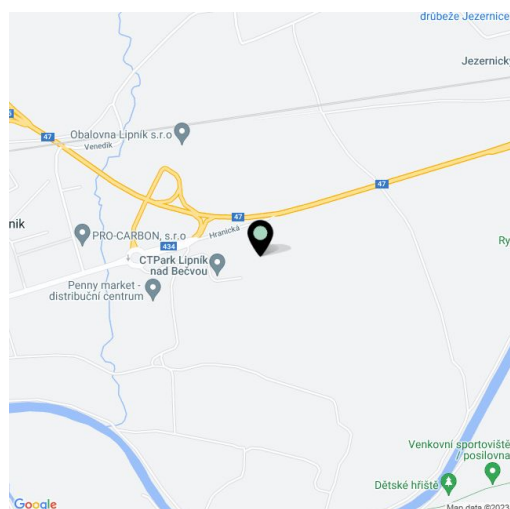 drůbeže Jezernice
Jezernický
47
Obalovna Lipník s.r.o
Venedik
47
47
nik
47
Hranická
PRO-CARBON, s.r.o
434
Ry
CTPark Lipník
nad Bečvou
Penny market -
distribuční centrum
Venkovní sportoviště
/ posilovna
Dětské hřiště
Google
Map data ©2023